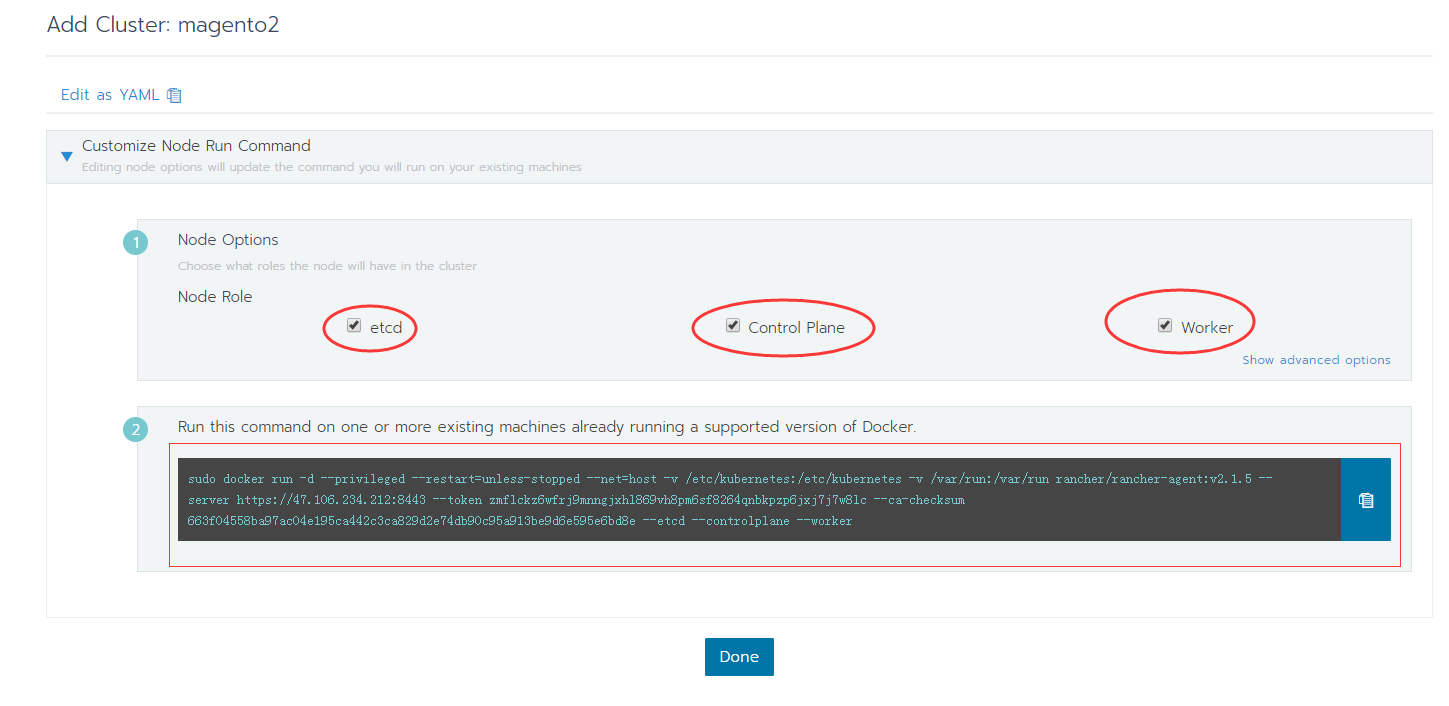 Add Cluster: magento2
Edit as YAML
Customize Node Run Command
Editing node options will update the command you will run on your existing machines
1
Node Options
Choose what roles the node will have in the cluster
Node Role
etcd Control Plane Worker
Show advanced options
2
Run this command on one or more existing machines already running a supported version of Docker.
sudo docker run -d --privileged --restart=unless-stopped --net=host -v /etc/kubernetes:/etc/kubernetes -v /var/run:/var/run rancher/rancher-agent:v2.1.5 --
server https://47.106.234.212:8443 --token zmflckz6wfrj9mnngjxhl869vh8pm6sf8264qnbkpzp6jxj7j7w8lc --ca-checksum
663f04558ba97ac04e195ca442c3ca829d2e74db90c95a913be9d6e595e6bd8e --etcd --controlplane --worker
Done